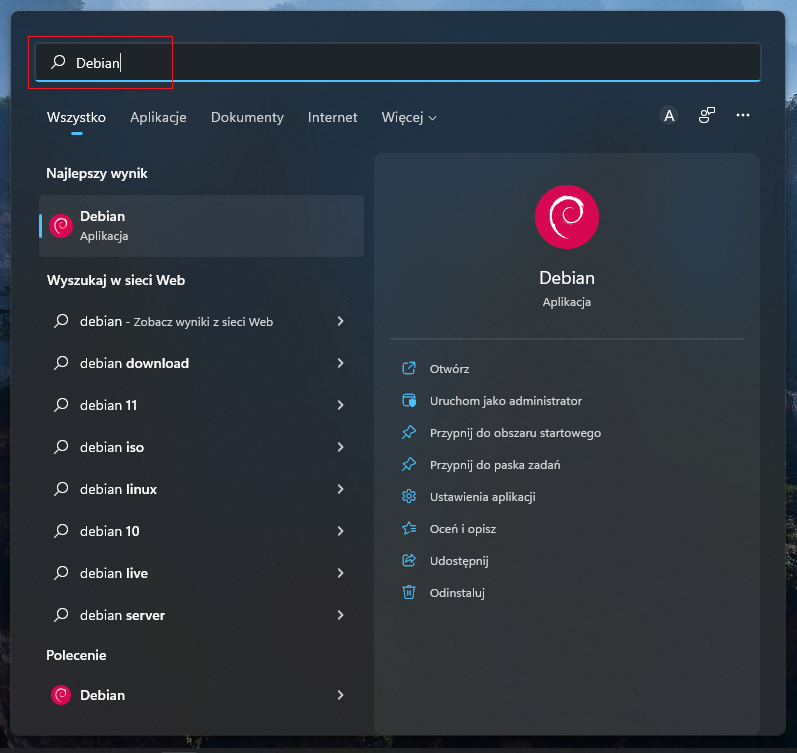 Debian
Wszystko Aplikacje Dokumenty Internet Więcej A ...
Najlepszy wynik
Debian
Aplikacja
Wyszukaj w sieci Web
debian - Zobacz wyniki z sieci Web
debian download
debian 11
debian iso
debian linux
debian 10
debian live
debian server
Polecenie
Debian
Debian
Aplikacja
Otwórz
Uruchom jako administrator
Przypnij do obszaru startowego
Przypnij do paska zadań
Ustawienia aplikacji
Oceń i opisz
Udostępnij
Odinstaluj